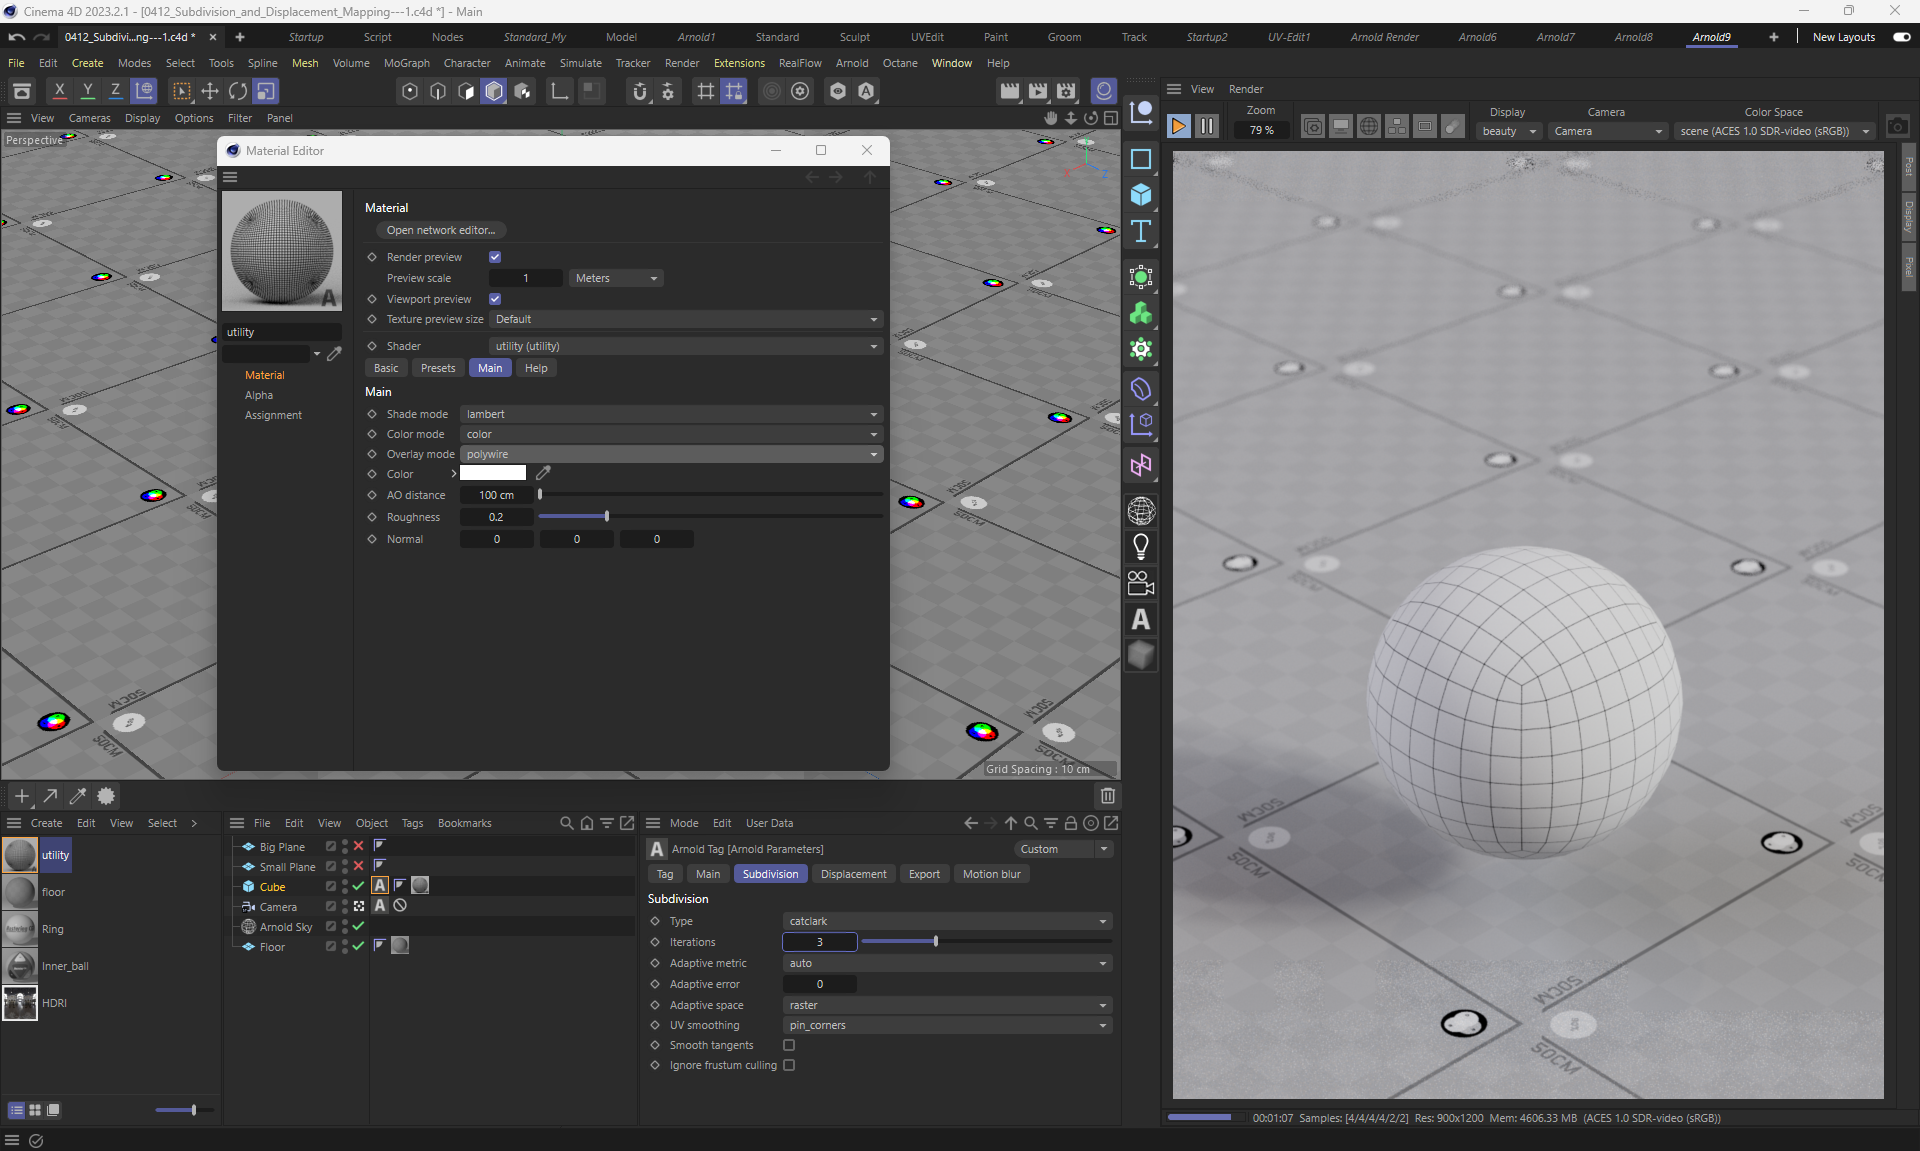 Cinema 4D 2023.2.1 - [0412_Subdivision_and_Displacement_Mapping---1.c4d *] - Main
0412_Subdivi...ng---1.c4d * Startup Script Nodes Standard_My Model Arnold1 Standard Sculpt UVEdit Paint Groom Track Startup2 UV-Edit1 Arnold Render Arnold6 Arnold7 Arnold8 Arnold9 New Layouts
File Edit Create Modes Select Tools Spline Mesh Volume MoGraph Character Animate Simulate Tracker Render Extensions RealFlow Arnold Octane Window Help
X Y Z
View Cameras Display Options Filter Panel
Perspective
Material Editor
Material
Open network editor...
Render preview
Preview scale 1 Meters
Viewport preview
Texture preview size Default
utility
Shader utility (utility)
Basic Presets Main Help
Material
Alpha
Assignment
Main
Shade mode lambert
Color mode color
Overlay mode polywire
Color
AO distance 100 cm
Roughness 0.2
Normal 0 0 0
50CM
50CM
50CM
50CM
Grid Spacing : 10 cm
View Render
Zoom Display Camera Color Space
79 % beauty Camera scene (ACES 1.0 SDR-video (sRGB))
Post
Display
Pixel
50CM
50CM
50CM
50CM
00:01:07 Samples: [4/4/4/4/2/2] Res: 900x1200 Mem: 4606.33 MB (ACES 1.0 SDR-video (sRGB))
Create Edit View Select
utility
floor
Ring
Inner_ball
HDRI
File Edit View Object Tags Bookmarks
Big Plane
Small Plane
Cube
Camera
Arnold Sky
Floor
Mode Edit User Data
Arnold Tag [Arnold Parameters] Custom
Tag Main Subdivision Displacement Export Motion blur
Subdivision
Type catclark
Iterations 3
Adaptive metric auto
Adaptive error 0
Adaptive space raster
UV smoothing pin_corners
Smooth tangents
Ignore frustum culling